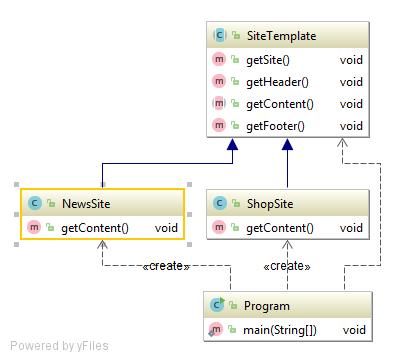 SiteTemplate
getSite() void
getHeader() void
getContent() void
getFooter() void
NewsSite
getContent() void
ShopSite
getContent() void
«create»
«create»
Program
main(String[]) void
Powered by yFiles